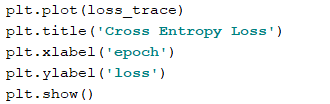 plt.plot(loss_trace)
plt.title('Cross Entropy Loss')
plt.xlabel('epoch')
plt.ylabel('loss')
plt.show()